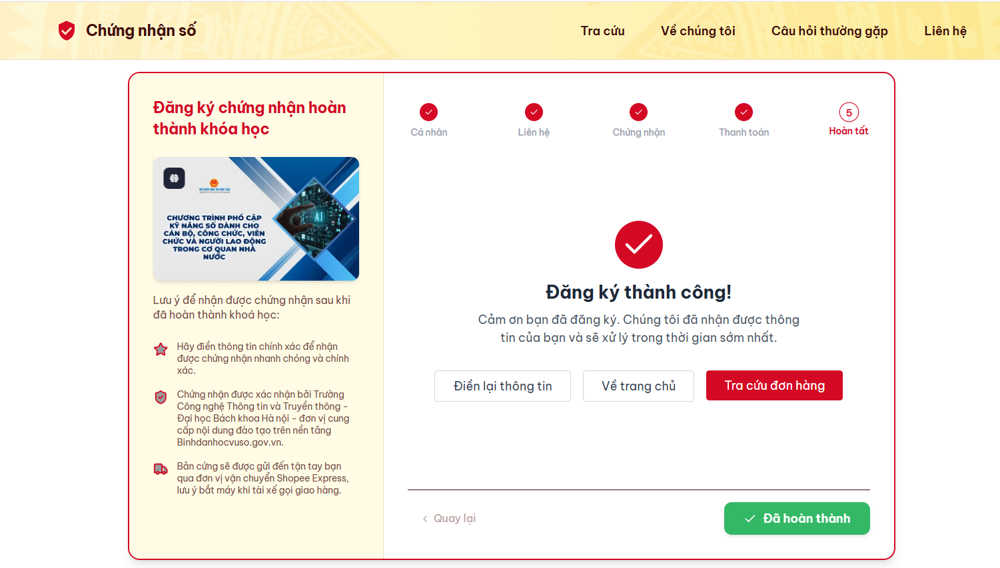 Chứng nhận số
Tra cứu
Về chúng tôi
Câu hỏi thường gặp
Liên hệ
Đăng ký chứng nhận hoàn
thành khóa học
CHƯƠNG TRÌNH PHỔ CẬP
KỸ NĂNG SỐ DÀNH CHO
CÁN BỘ, CÔNG CHỨC, VIÊN
CHỨC VÀ NGƯỜI LAO ĐỘNG
TRONG CƠ QUAN NHÀ
NƯỚC
BỘ GIÁO DỤC VÀ ĐÀO TẠO
AI
Lưu ý để nhận được chứng nhận sau khi
đã hoàn thành khoá học:
Hãy điền thông tin chính xác để nhận
được chứng nhận nhanh chóng và chính
xác.
Chứng nhận được xác nhận bởi Trường
Công nghệ Thông tin và Truyền thông -
Đại học Bách khoa Hà nội - đơn vị cung
cấp nội dung đào tạo trên nền tảng
Binhdanhocvuso.gov.vn.
Bản cứng sẽ được gửi đến tận tay bạn
qua đơn vị vận chuyển Shopee Express,
lưu ý bắt máy khi tài xế gọi giao hàng.
Cá nhân
Liên hệ
Chứng nhận
Thanh toán
5
Hoàn tất
Đăng ký thành công!
Cảm ơn bạn đã đăng ký. Chúng tôi đã nhận được thông
tin của bạn và sẽ xử lý trong thời gian sớm nhất.
Điền lại thông tin
Về trang chủ
Tra cứu đơn hàng
Quay lại
Đã hoàn thành